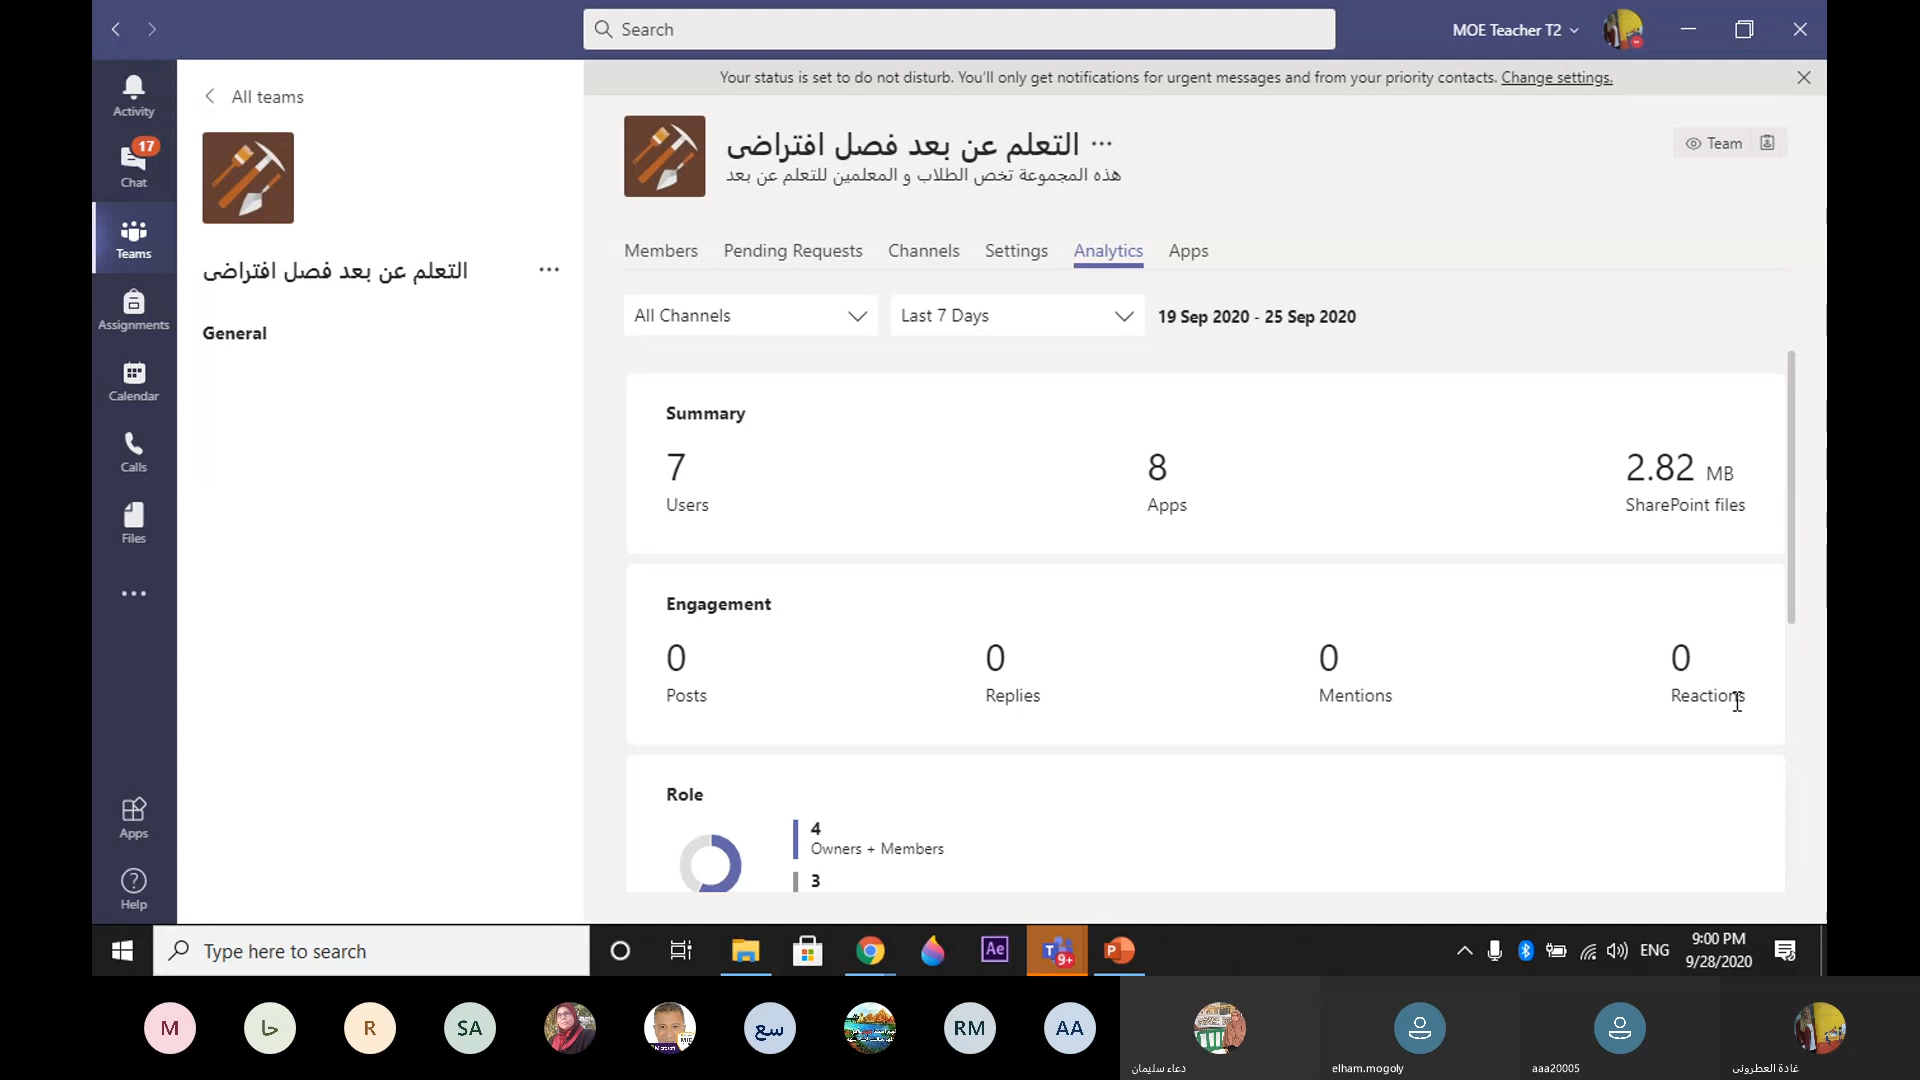 Search
MOE Teacher T2
Your status is set to do not disturb. You'll only get notifications for urgent messages and from your priority contacts. Change settings.
Activity
17
Chat
Teams
Assignments
Calendar
Calls
Files
Apps
Help
All teams
التعلم عن بعد فصل افتراضى
General
التعلم عن بعد فصل افتراضى
هذه المجموعة تخص الطلاب و المعلمين للتعلم عن بعد
Team
Members Pending Requests Channels Settings Analytics Apps
All Channels Last 7 Days 19 Sep 2020 - 25 Sep 2020
Summary
7 8 2.82 MB
Users Apps SharePoint files
Engagement
0 0 0 0
Posts Replies Mentions Reactions
Role
4
Owners + Members
3
Type here to search
Ae
T 9+
P
ENG
9:00 PM
9/28/2020
M حا R SA سع RM AA
دعاء سليمان elham.mogoly aaa20005 غادة العطرونى